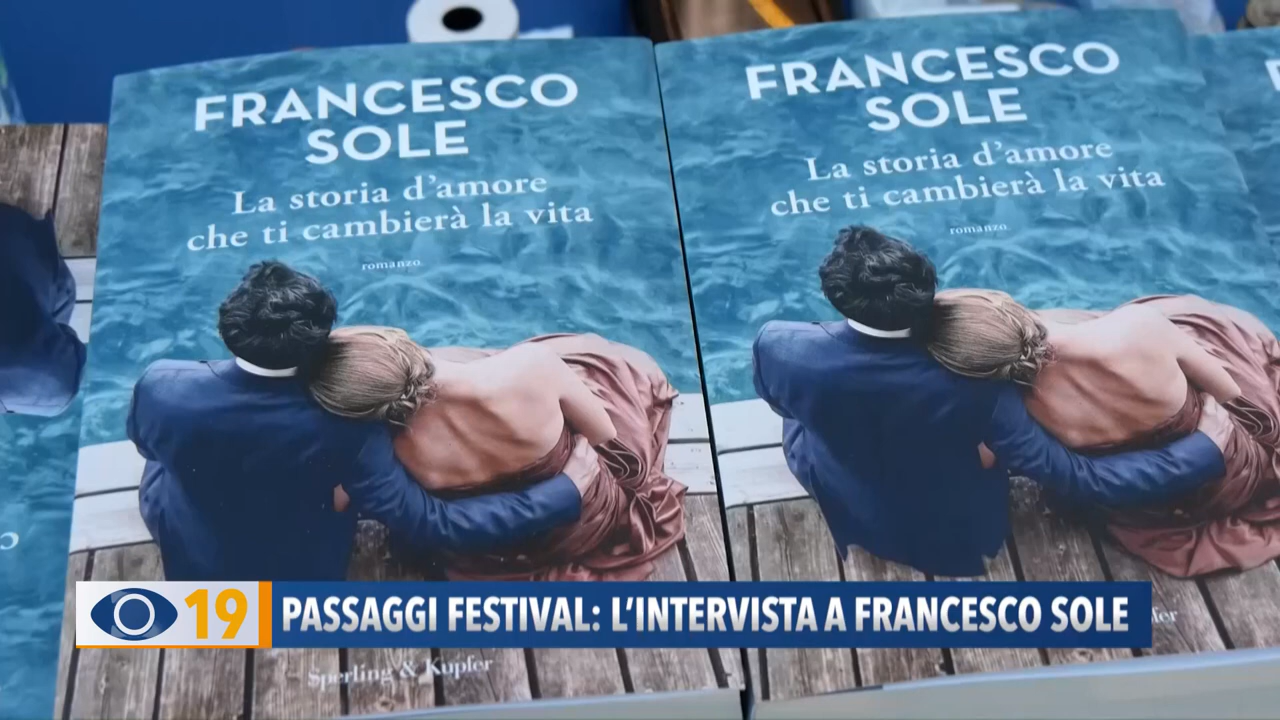 FRANCESCO
SOLE
La storia d'amore
che ti cambierà la vita
romanzo
Sperling & Kupfer
FRANCESCO
SOLE
La storia d'amore
che ti cambierà la vita
romanzo
19 PASSAGGI FESTIVAL: L'INTERVISTA A FRANCESCO SOLE